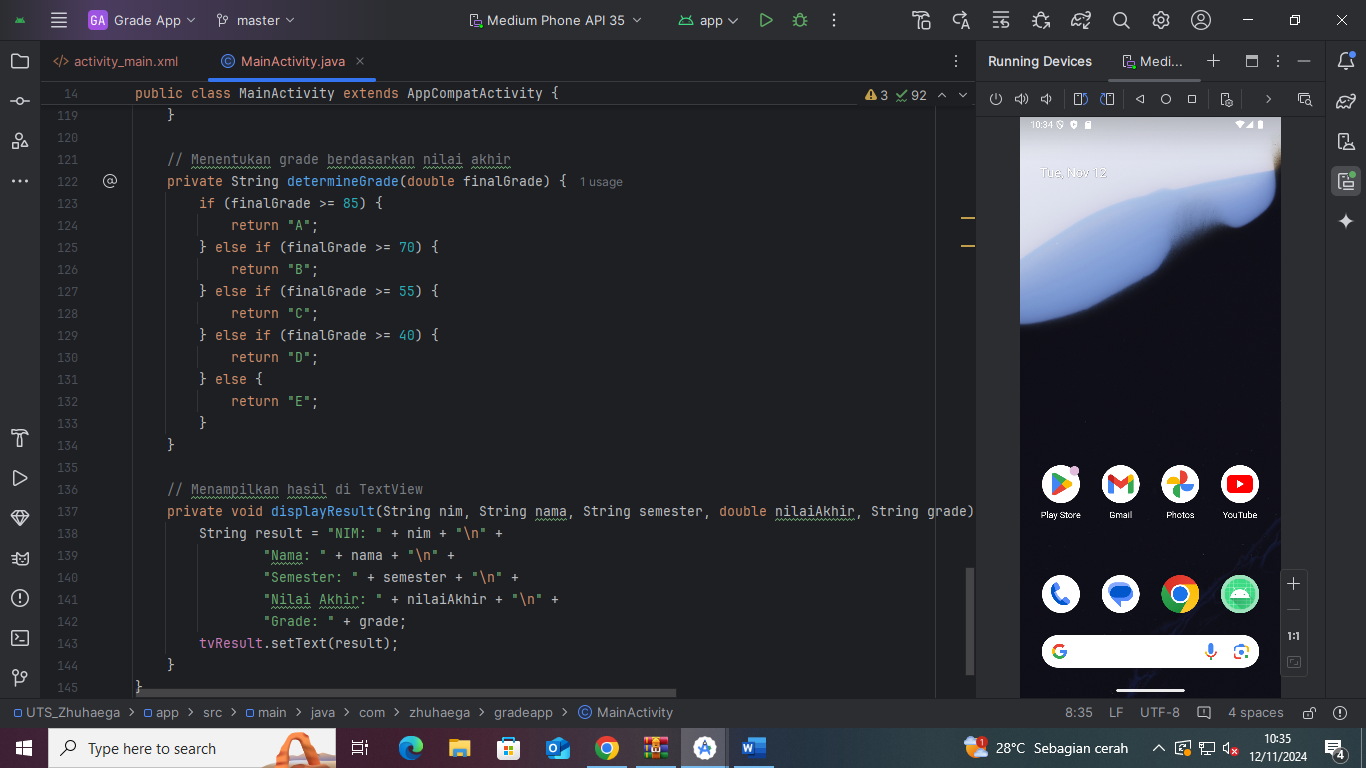 GA Grade App master Medium Phone API 35 app
activity_main.xml MainActivity.java Running Devices Medi...
14 public class MainActivity extends AppCompatActivity { 3 92
119 }
120
121 // Menentukan grade berdasarkan nilai akhir
122 private String determineGrade(double finalGrade) { 1 usage
123 if (finalGrade >= 85) {
124 return "A";
125 } else if (finalGrade >= 70) {
126 return "B";
127 } else if (finalGrade >= 55) {
128 return "C";
129 } else if (finalGrade >= 40) {
130 return "D";
131 } else {
132 return "E";
133 }
134 }
135
136 // Menampilkan hasil di TextView
137 private void displayResult(String nim, String nama, String semester, double nilaiAkhir, String grade)
138 String result = "NIM: " + nim + "\n" +
139 "Nama: " + nama + "\n" +
140 "Semester: " + semester + "\n" +
141 "Nilai Akhir: " + nilaiAkhir + "\n" +
142 "Grade: " + grade;
143 tvResult.setText(result);
144 }
145 }
10:34
Tue, Nov 12
Play Store Gmail Photos YouTube
1:1
UTS_Zhuhaega > app > src > main > java > com > zhuhaega > gradeapp > MainActivity 8:35 LF UTF-8 4 spaces
Type here to search 1 28°C Sebagian cerah 10:35
12/11/2024 4